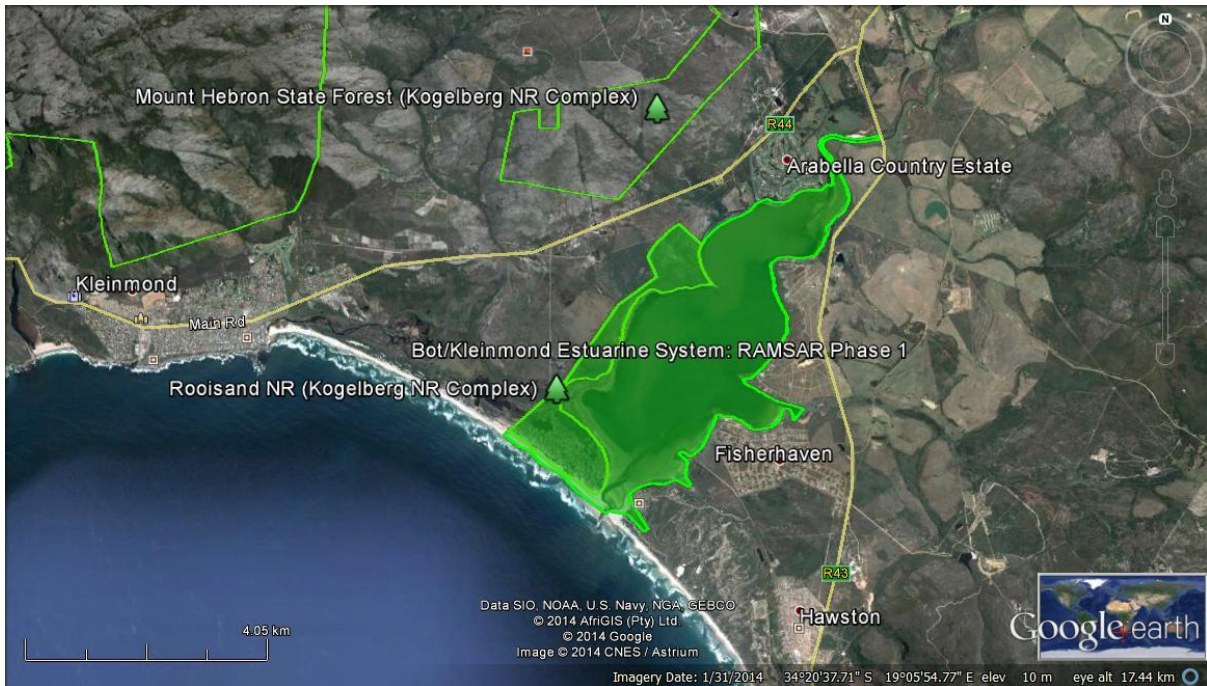 N
Mount Hebron State Forest (Kogelberg NR Complex)
R44
Arabella Country Estate
Kleinmond
Main Rd
Bot/Kleinmond Estuarine System: RAMSAR Phase 1
Rooisand NR (Kogelberg NR Complex)
Fisherhaven
R43
Hawston
Data SIO, NOAA, U.S. Navy, NGA, GEBCO
© 2014 AfriGIS (Pty) Ltd.
© 2014 Google
Image © 2014 CNES / Astrium
4.05 km
Google earth
Imagery Date: 1/31/2014 34°20'37.71" S 19°05'54.77" E elev 10 m eye alt 17.44 km